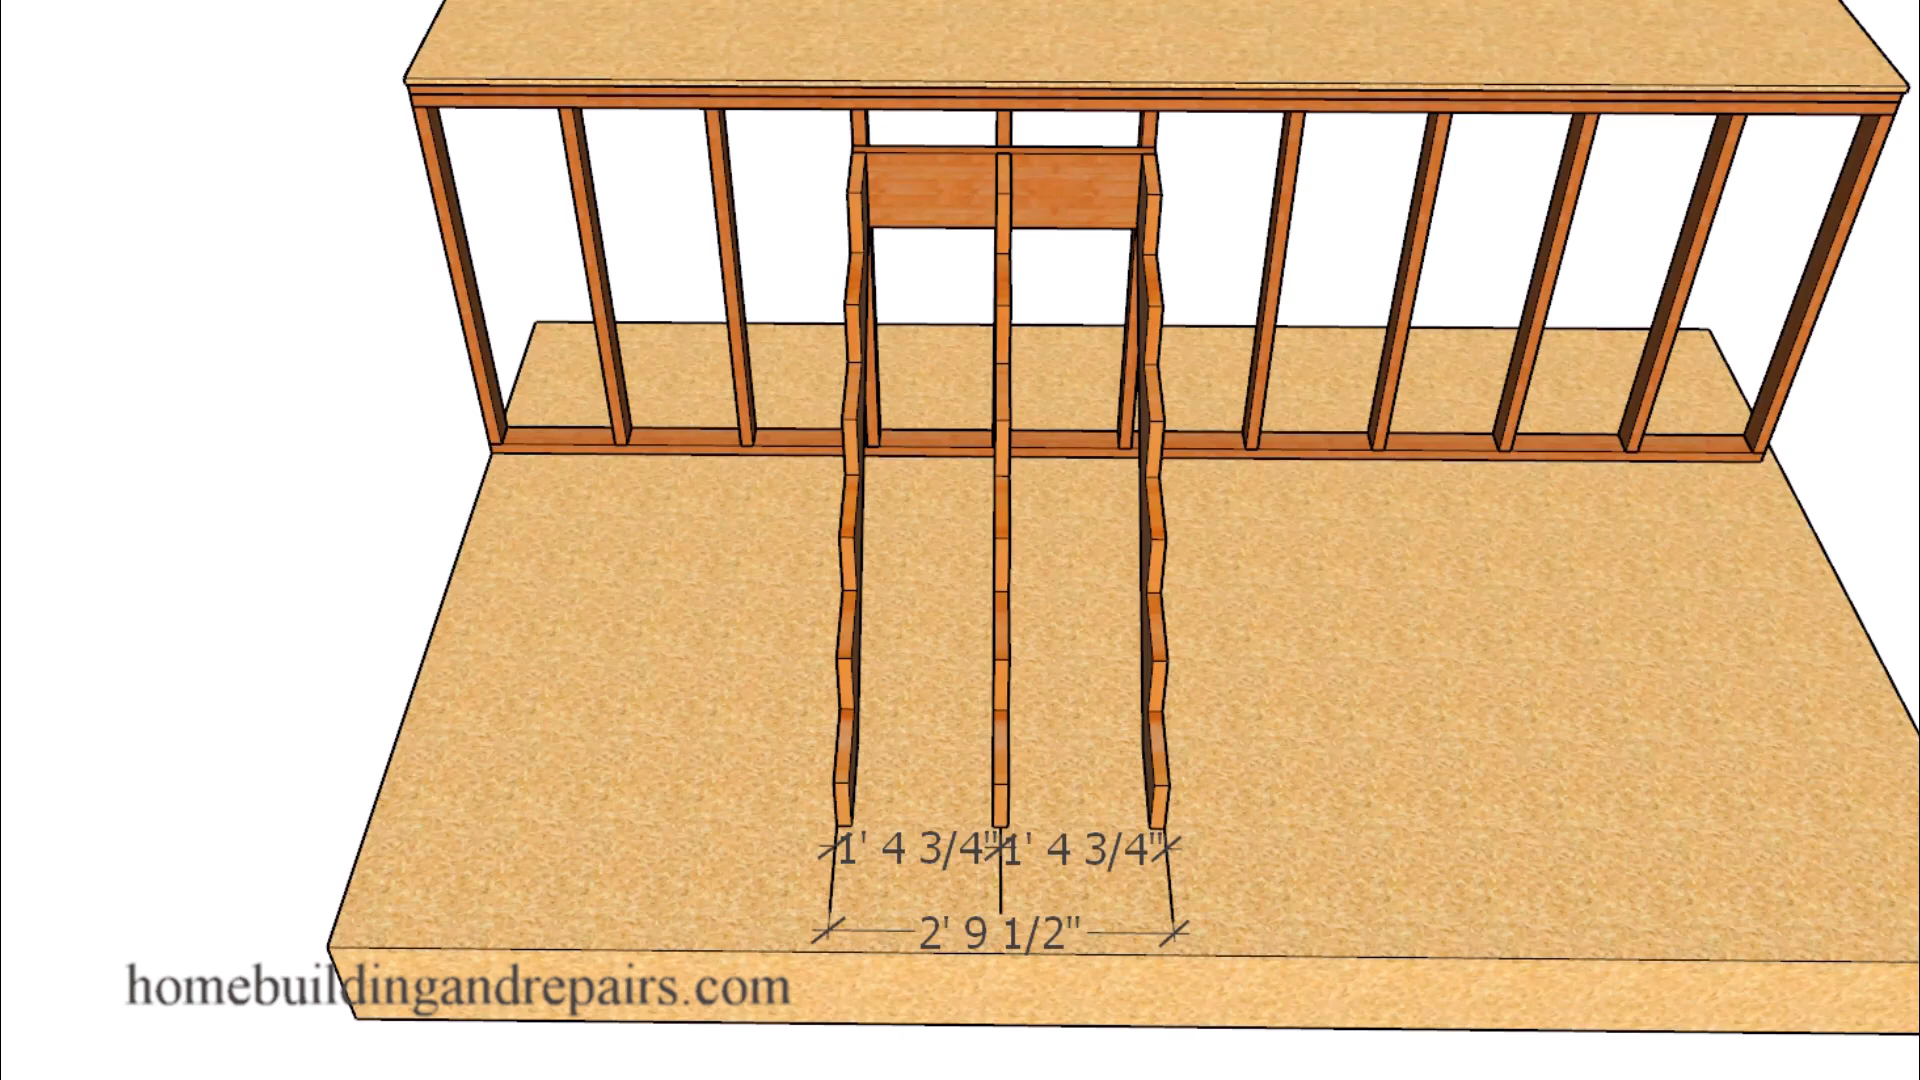 1' 4 3/4" 1' 4 3/4"
2' 9 1/2"
homebuildingandrepairs.com